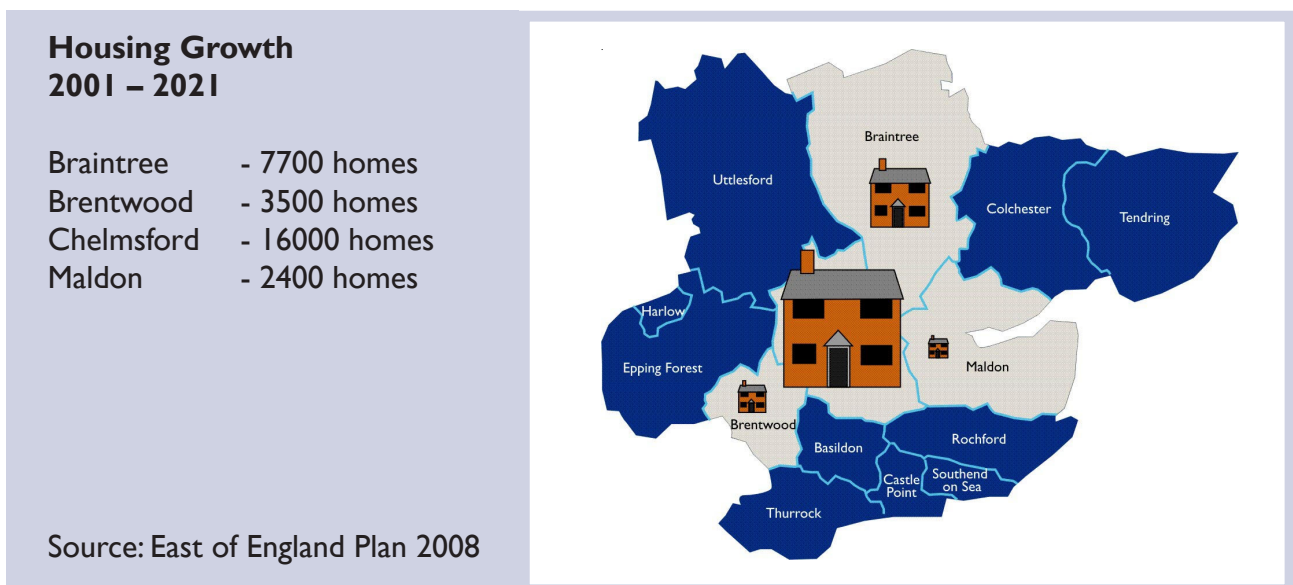 Housing Growth
2001 – 2021
Braintree - 7700 homes
Brentwood - 3500 homes
Chelmsford - 16000 homes
Maldon - 2400 homes
Source: East of England Plan 2008
Braintree
Uttlesford
Colchester
Tendring
Harlow
Epping Forest
Maldon
Brentwood
Basildon
Rochford
Castle
Point
Southend
on Sea
Thurrock